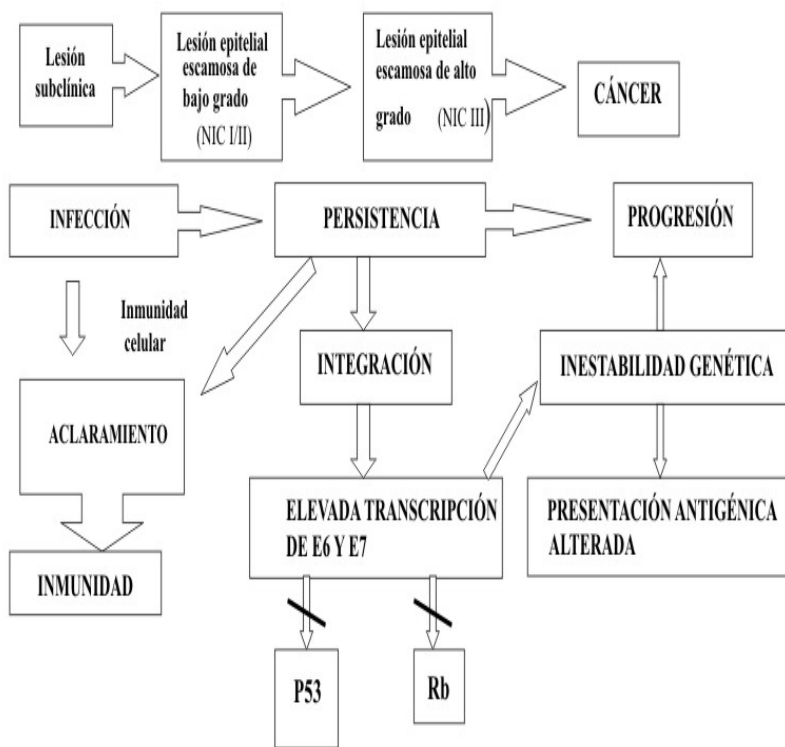 Lesión
subclínica
Lesión epitelial
escamosa de
bajo grado
(NIC I/II)
Lesión epitelial
escamosa de alto
grado (NIC III)
CÁNCER
INFECCIÓN
PERSISTENCIA
PROGRESIÓN
Inmunidad
celular
INTEGRACIÓN
INESTABILIDAD GENÉTICA
ACLARAMIENTO
ELEVADA TRANSCRIPCIÓN
DE E6 Y E7
PRESENTACIÓN ANTIGÉNICA
ALTERADA
INMUNIDAD
P53
Rb